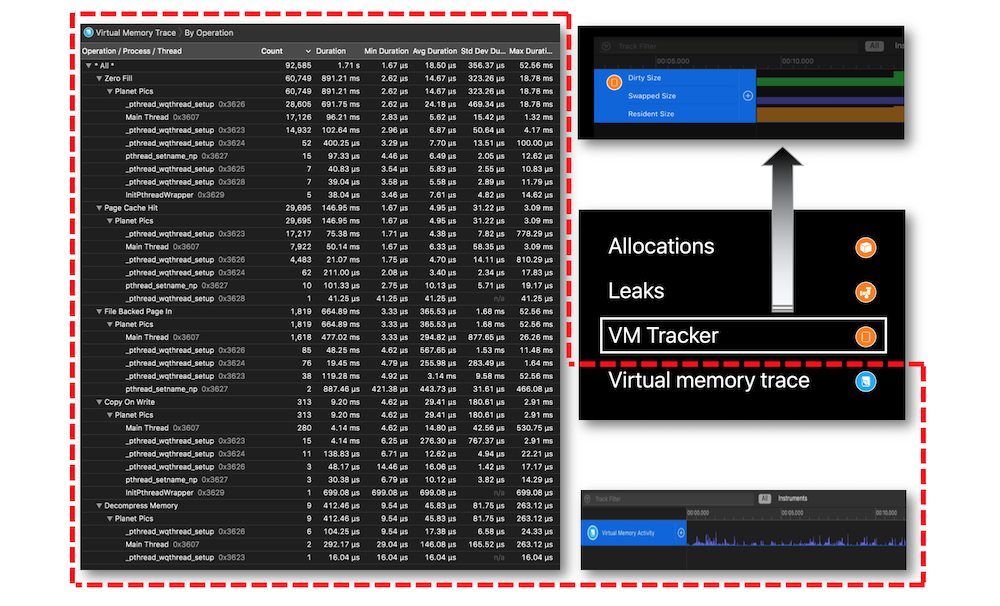 Virtual Memory Trace 〉 By Operation
Operation / Process / Thread Count Duration Min Duration Avg Duration Std Dev Du... Max Durati...
* All * 92,585 1.71 s 1.67 µs 18.50 µs 356.37 µs 52.56 ms
Zero Fill 60,749 891.21 ms 2.62 µs 14.67 µs 323.26 µs 18.78 ms
Planet Pics 60,749 891.21 ms 2.62 µs 14.67 µs 323.26 µs 18.78 ms
_pthread_wqthread_setup 0x3626 28,605 691.75 ms 2.62 µs 24.18 µs 469.34 µs 18.78 ms
Main Thread 0x3607 17,126 96.21 ms 2.83 µs 5.62 µs 15.42 µs 1.32 ms
_pthread_wqthread_setup 0x3623 14,932 102.64 ms 2.96 µs 6.87 µs 50.64 µs 4.17 ms
_pthread_wqthread_setup 0x3624 52 400.25 µs 3.29 µs 7.70 µs 13.51 µs 100.00 µs
pthread_setname_np 0x3627 15 97.33 µs 4.46 µs 6.49 µs 2.05 µs 12.62 µs
_pthread_wqthread_setup 0x3625 7 40.83 µs 3.54 µs 5.83 µs 2.55 µs 10.83 µs
_pthread_wqthread_setup 0x3628 7 39.04 µs 3.58 µs 5.58 µs 2.89 µs 11.79 µs
InitPthreadWrapper 0x3629 5 38.04 µs 3.46 µs 7.61 µs 4.82 µs 14.62 µs
Page Cache Hit 29,695 146.95 ms 1.67 µs 4.95 µs 31.22 µs 3.09 ms
Planet Pics 29,695 146.95 ms 1.67 µs 4.95 µs 31.22 µs 3.09 ms
_pthread_wqthread_setup 0x3623 17,217 75.38 ms 1.71 µs 4.38 µs 7.82 µs 778.29 µs
Main Thread 0x3607 7,922 50.14 ms 1.67 µs 6.33 µs 58.35 µs 3.09 ms
_pthread_wqthread_setup 0x3626 4,483 21.07 ms 1.75 µs 4.70 µs 14.11 µs 810.29 µs
_pthread_wqthread_setup 0x3624 62 211.00 µs 2.08 µs 3.40 µs 2.34 µs 17.83 µs
pthread_setname_np 0x3627 10 101.33 µs 2.75 µs 10.13 µs 5.71 µs 19.17 µs
_pthread_wqthread_setup 0x3628 1 41.25 µs 41.25 µs 41.25 µs n/a 41.25 µs
File Backed Page In 1,819 664.89 ms 3.33 µs 365.53 µs 1.68 ms 52.56 ms
Planet Pics 1,819 664.89 ms 3.33 µs 365.53 µs 1.68 ms 52.56 ms
Main Thread 0x3607 1,618 477.02 ms 3.33 µs 294.82 µs 877.65 µs 26.26 ms
_pthread_wqthread_setup 0x3626 85 48.25 ms 4.62 µs 567.65 µs 1.53 ms 11.48 ms
_pthread_wqthread_setup 0x3624 76 19.45 ms 4.79 µs 255.98 µs 293.49 µs 1.64 ms
_pthread_wqthread_setup 0x3623 38 119.28 ms 4.92 µs 3.14 ms 9.58 ms 52.56 ms
pthread_setname_np 0x3627 2 887.46 µs 421.38 µs 443.73 µs 31.61 µs 466.08 µs
Copy On Write 313 9.20 ms 4.62 µs 29.41 µs 180.61 µs 2.91 ms
Planet Pics 313 9.20 ms 4.62 µs 29.41 µs 180.61 µs 2.91 ms
Main Thread 0x3607 280 4.14 ms 4.62 µs 14.80 µs 42.56 µs 530.75 µs
_pthread_wqthread_setup 0x3623 15 4.14 ms 6.25 µs 276.30 µs 767.37 µs 2.91 ms
_pthread_wqthread_setup 0x3624 11 138.83 µs 6.71 µs 12.62 µs 4.94 µs 22.21 µs
_pthread_wqthread_setup 0x3626 3 48.17 µs 14.46 µs 16.06 µs 1.42 µs 17.17 µs
pthread_setname_np 0x3627 3 30.38 µs 6.79 µs 10.12 µs 3.82 µs 14.29 µs
InitPthreadWrapper 0x3629 1 699.08 µs 699.08 µs 699.08 µs n/a 699.08 µs
Decompress Memory 9 412.46 µs 9.54 µs 45.83 µs 81.75 µs 263.12 µs
Planet Pics 9 412.46 µs 9.54 µs 45.83 µs 81.75 µs 263.12 µs
_pthread_wqthread_setup 0x3626 6 104.25 µs 9.54 µs 17.38 µs 6.58 µs 24.33 µs
Main Thread 0x3607 2 292.17 µs 29.04 µs 146.08 µs 165.52 µs 263.12 µs
_pthread_wqthread_setup 0x3623 1 16.04 µs 16.04 µs 16.04 µs n/a 16.04 µs
Track Filter All Ins
00:05.000 00:10.000
Dirty Size
Swapped Size
Resident Size
Allocations
Leaks
VM Tracker
Virtual memory trace
Track Filter All Instruments
00:00.000 00:05.000 00:10.000
Virtual Memory Activity